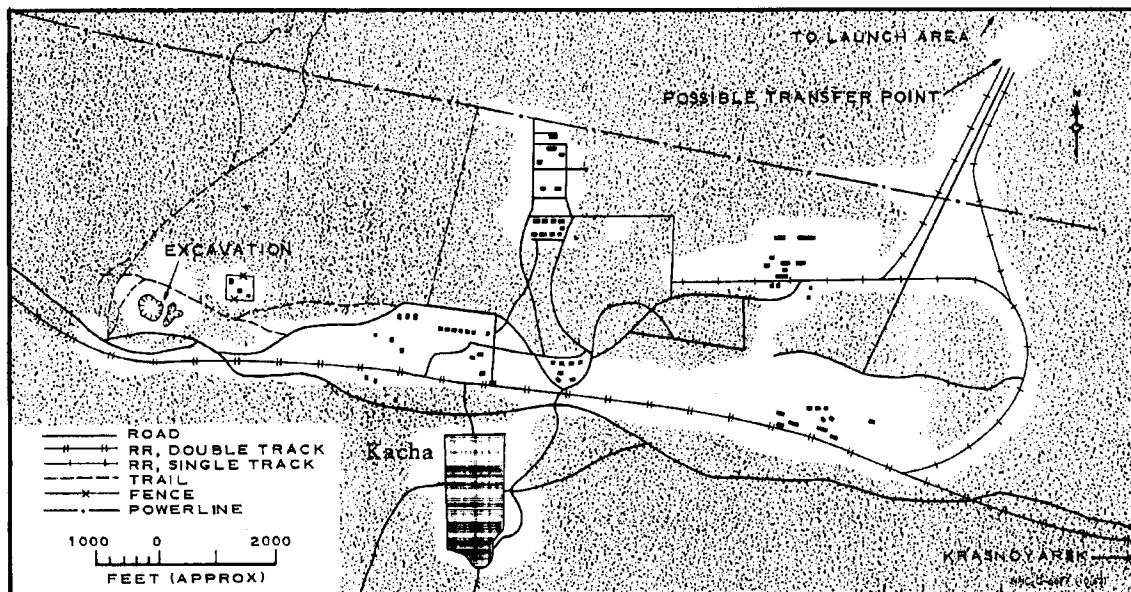 TO LAUNCH AREA
POSSIBLE TRANSFER POINT
N
EXCAVATION
ROAD
RR, DOUBLE TRACK
RR, SINGLE TRACK
TRAIL
FENCE
POWERLINE
Kacha
1000 0 2000
FEET (APPROX)
KRASNOYARSK